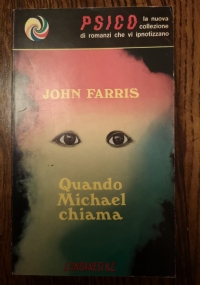 PSICO la nuova
collezione
di romanzi che vi ipnotizzano
JOHN FARRIS
Quando
Michael
chiama